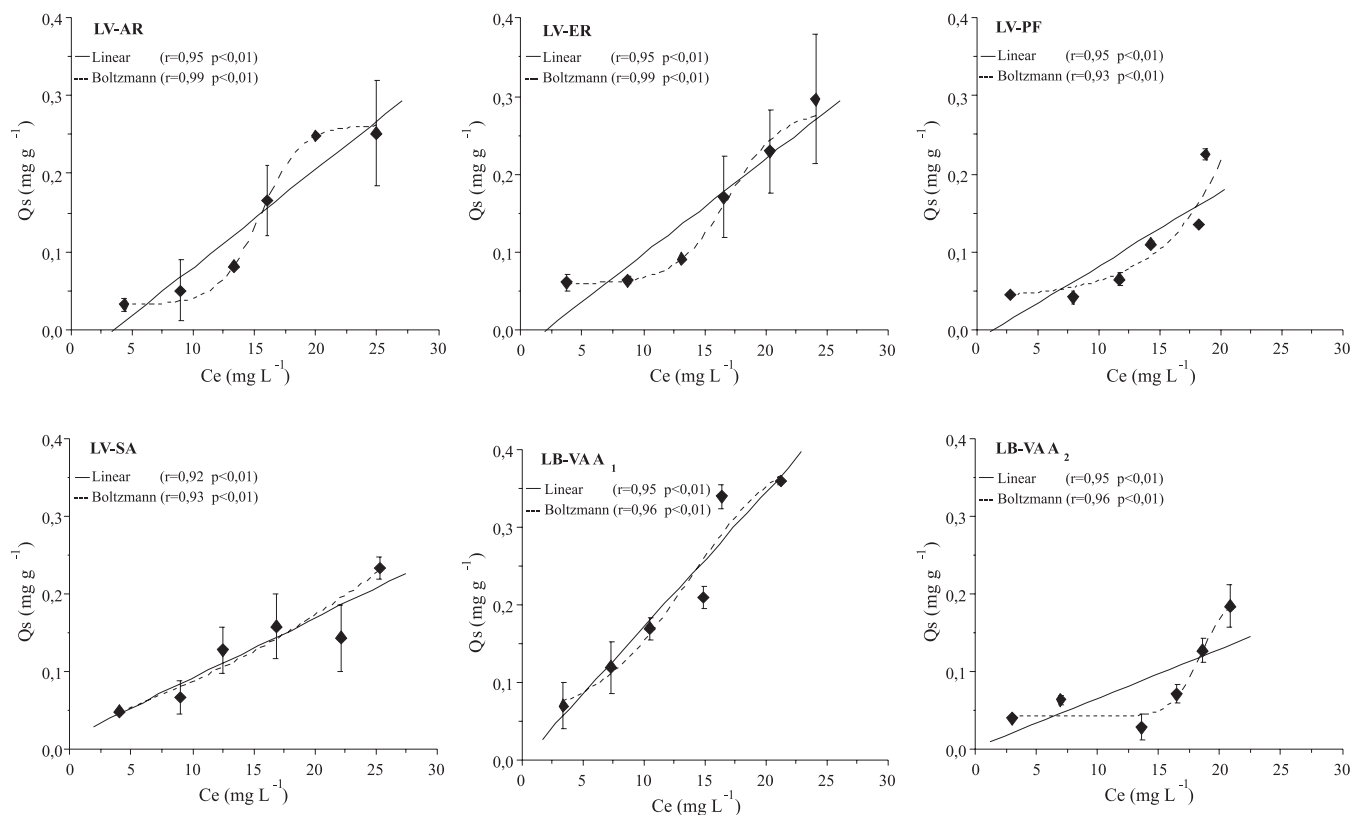 LV-AR
Linear (r=0,95 p<0,01)
Boltzmann (r=0,99 p<0,01)
0,4
0,3
0,2
0,1
0,0
Qs (mg g -1)
0 5 10 15 20 25 30
Ce (mg L -1)
LV-ER
Linear (r=0,95 p<0,01)
Boltzmann (r=0,99 p<0,01)
0,4
0,3
0,2
0,1
0,0
Qs (mg g -1)
0 5 10 15 20 25 30
Ce (mg L -1)
LV-PF
Linear (r=0,95 p<0,01)
Boltzmann (r=0,93 p<0,01)
0,4
0,3
0,2
0,1
0,0
Qs (mg g -1)
0 5 10 15 20 25 30
Ce (mg L -1)
LV-SA
Linear (r=0,92 p<0,01)
Boltzmann (r=0,93 p<0,01)
0,4
0,3
0,2
0,1
0,0
Qs (mg g -1)
0 5 10 15 20 25 30
Ce (mg L -1)
LB-VA A 1
Linear (r=0,95 p<0,01)
Boltzmann (r=0,96 p<0,01)
0,4
0,3
0,2
0,1
0,0
Qs (mg g -1)
0 5 10 15 20 25 30
Ce (mg L -1)
LB-VA A 2
Linear (r=0,95 p<0,01)
Boltzmann (r=0,96 p<0,01)
0,4
0,3
0,2
0,1
0,0
Qs (mg g -1)
0 5 10 15 20 25 30
Ce (mg L -1)